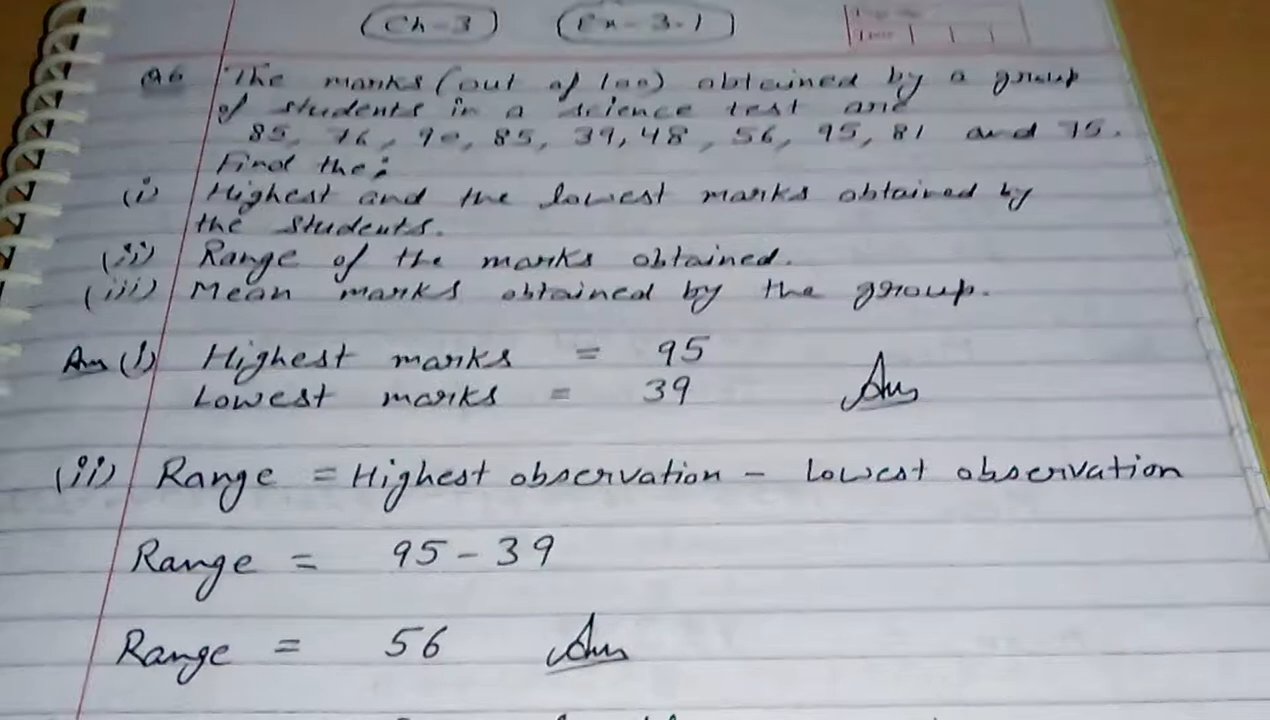 Ch-3 Ex-3.1
Q6 The marks (out of 100) obtained by a group
of students in a science test are
85, 76, 90, 85, 39, 48, 56, 95, 81 and 75.
Find the:
(i) Highest and the lowest marks obtained by
the students.
(ii) Range of the marks obtained.
(iii) Mean marks obtained by the group.
Ans (i) Highest marks = 95
Lowest marks = 39 Ans
(ii) Range = Highest observation - Lowest observation
Range = 95-39
Range = 56 Ans